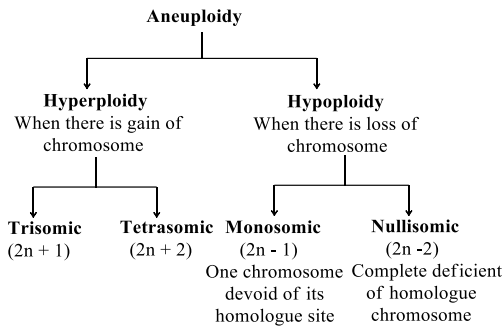 Aneuploidy
Hyperploidy
When there is gain of
chromosome
Hypoploidy
When there is loss of
chromosome
Trisomic
(2n + 1)
Tetrasomic
(2n + 2)
Monosomic
(2n - 1)
One chromosome
devoid of its
homologue site
Nullisomic
(2n -2)
Complete deficient
of homologue
chromosome